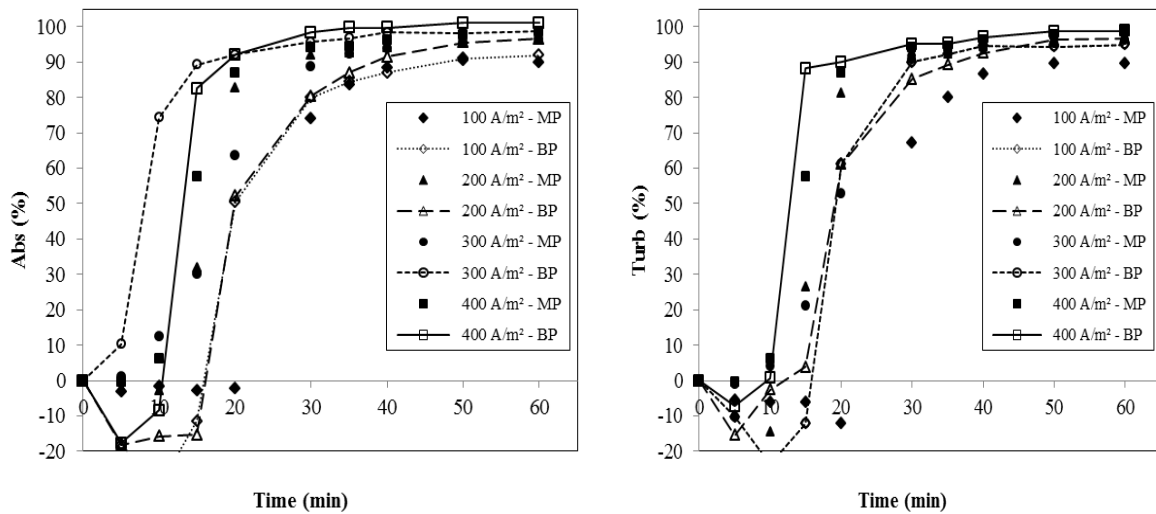 100
90
80
70
60
50
40
30
20
10
0
-10
-20
0 10 20 30 40 50 60
Abs (%)
Time (min)
100 A/m² - MP
100 A/m² - BP
200 A/m² - MP
200 A/m² - BP
300 A/m² - MP
300 A/m² - BP
400 A/m² - MP
400 A/m² - BP
100
90
80
70
60
50
40
30
20
10
0
-10
-20
0 10 20 30 40 50 60
Turb (%)
Time (min)
100 A/m² - MP
100 A/m² - BP
200 A/m² - MP
200 A/m² - BP
300 A/m² - MP
300 A/m² - BP
400 A/m² - MP
400 A/m² - BP